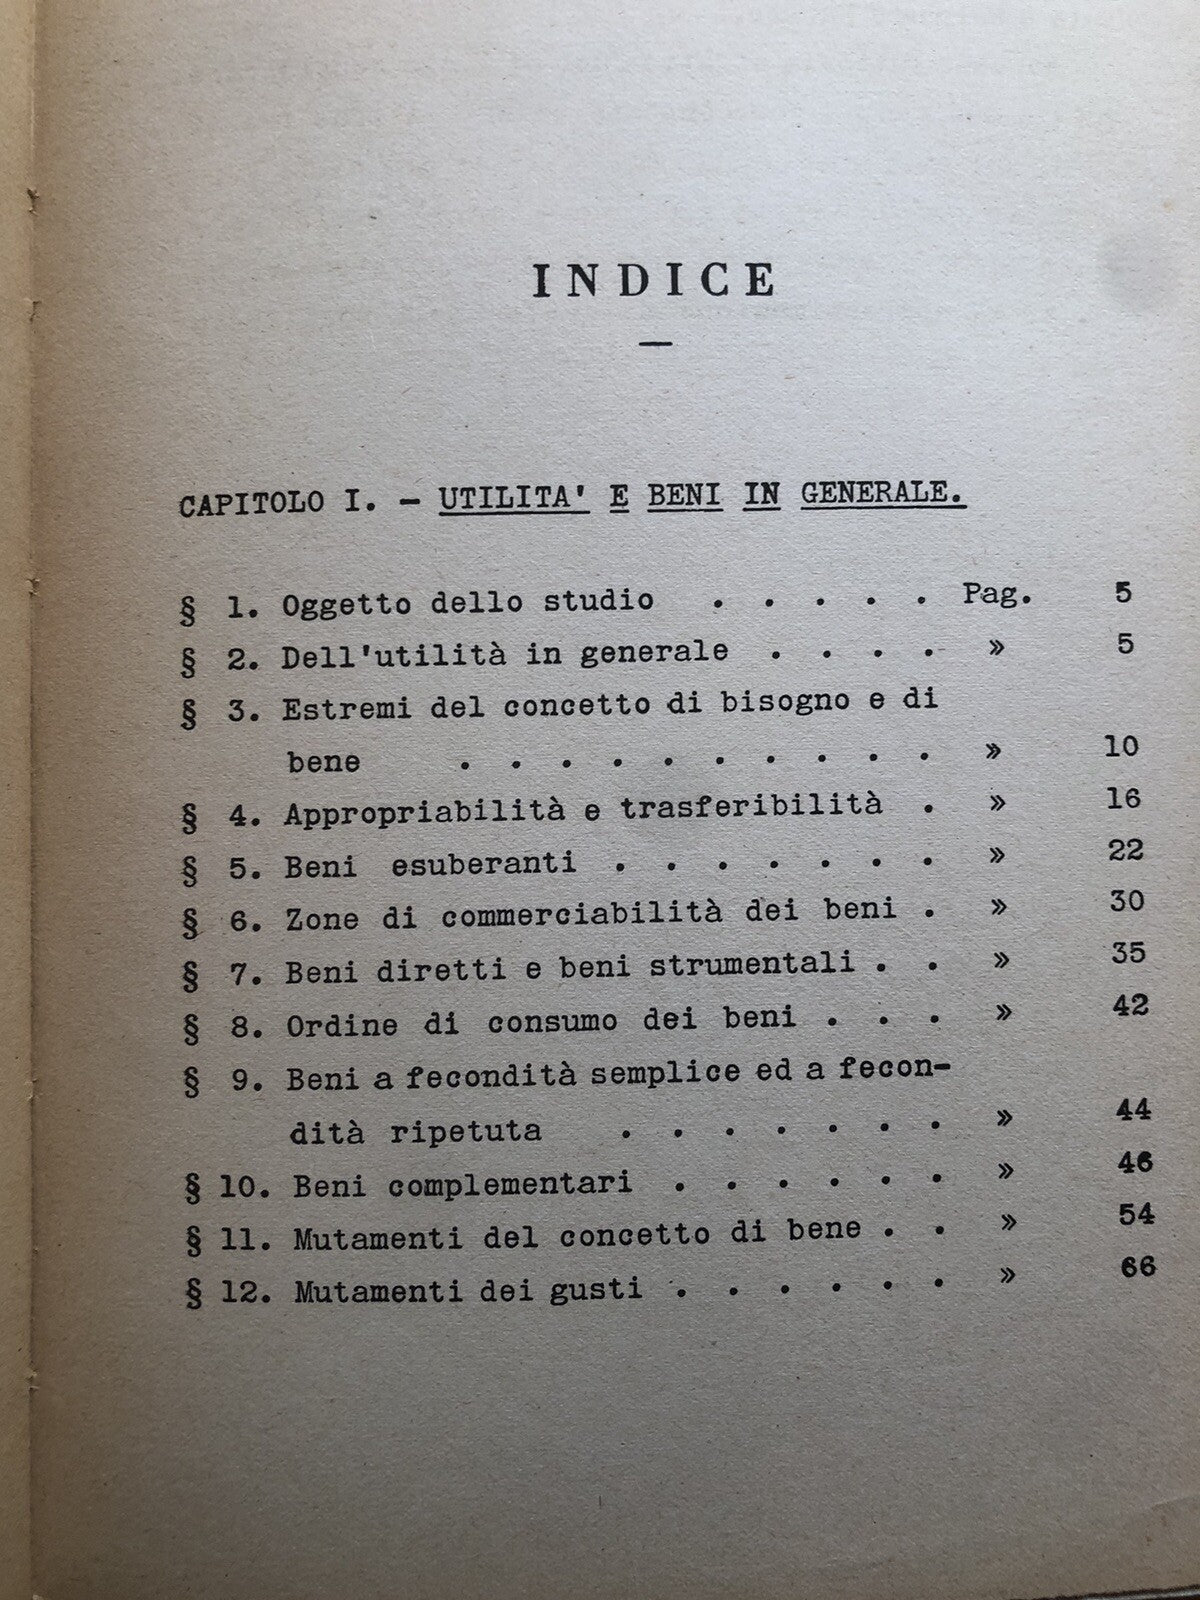 INDICE
CAPITOLO I. - UTILITA' E BENI IN GENERALE.
§ 1. Oggetto dello studio . . . . . Pag. 5
§ 2. Dell'utilità in generale . . . . » 5
§ 3. Estremi del concetto di bisogno e di
bene . . . . . . . . . . » 10
§ 4. Appropriabilità e trasferibilità . » 16
§ 5. Beni esuberanti . . . . . . . » 22
§ 6. Zone di commerciabilità dei beni . » 30
§ 7. Beni diretti e beni strumentali . . » 35
§ 8. Ordine di consumo dei beni . . . » 42
§ 9. Beni a fecondità semplice ed a fecon-
dità ripetuta . . . . . . . » 44
§ 10. Beni complementari . . . . . . » 46
§ 11. Mutamenti del concetto di bene . . » 54
§ 12. Mutamenti dei gusti . . . . . . » 66